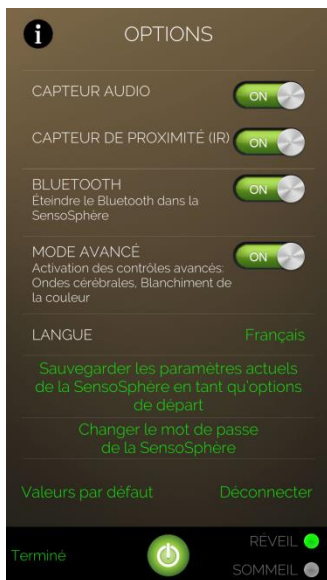 i OPTIONS
CAPTEUR AUDIO ON
CAPTEUR DE PROXIMITÉ (IR) ON
BLUETOOTH ON
Éteindre le Bluetooth dans la
SensoSphère
MODE AVANCÉ ON
Activation des contrôles avancés:
Ondes cérébrales, Blanchiment de
la couleur
LANGUE Français
Sauvegarder les paramètres actuels
de la SensoSphère en tant qu'options
de départ
Changer le mot de passe
de la SensoSphère
Valeurs par défaut Déconnecter
RÉVEIL
Terminé
SOMMEIL